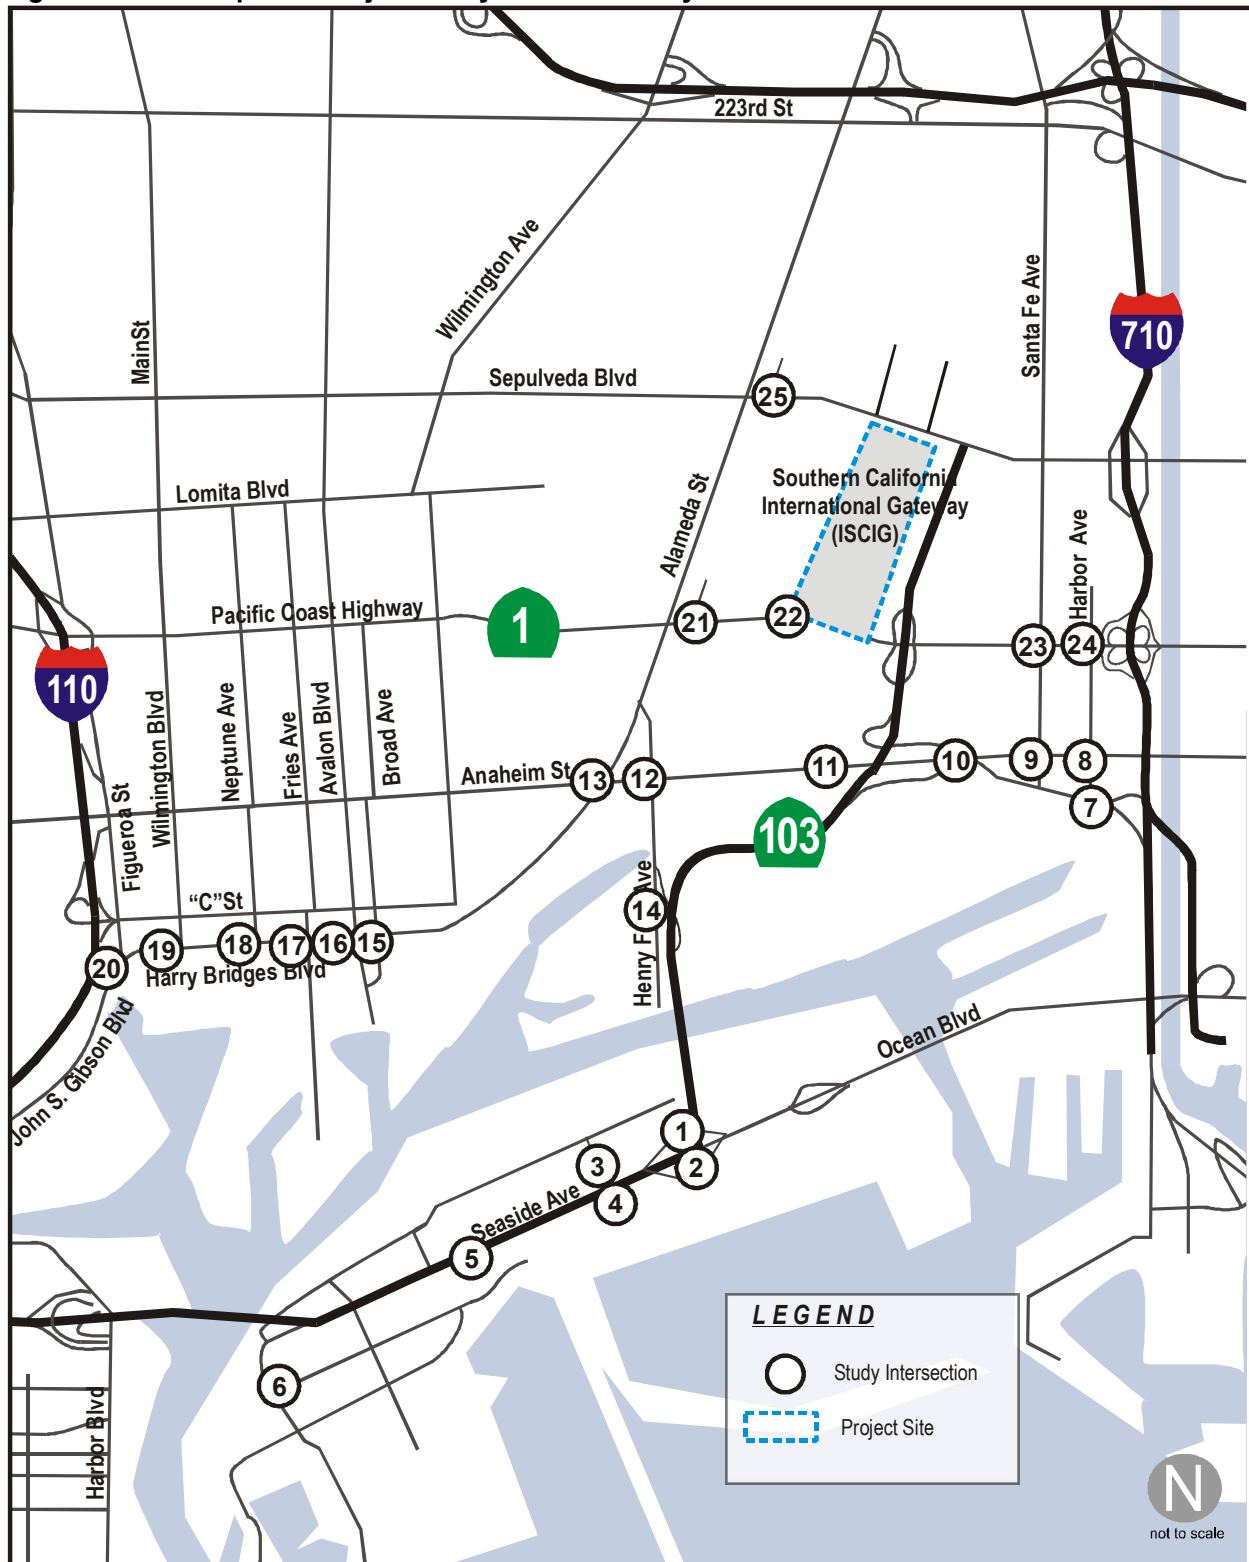 223rd St
Wilmington Ave
MainSt
Santa Fe Ave
710
Sepulveda Blvd
25
Southern California
International Gateway
(ISCIG)
Lomita Blvd
Alameda St
Harbor Ave
Pacific Coast Highway
1
21
22
23
24
110
Wilmington Blvd
Neptune Ave
Fries Ave
Avalon Blvd
Broad Ave
Figueroa St
Anaheim St
13
12
11
10
9
8
7
103
"C"St
Henry F Ave
14
20
19
18
17
16
15
Harry Bridges Blvd
John S. Gibson Blvd
Ocean Blvd
1
2
3
4
Seaside Ave
5
6
Harbor Blvd
LEGEND
Study Intersection
Project Site
N
not to scale